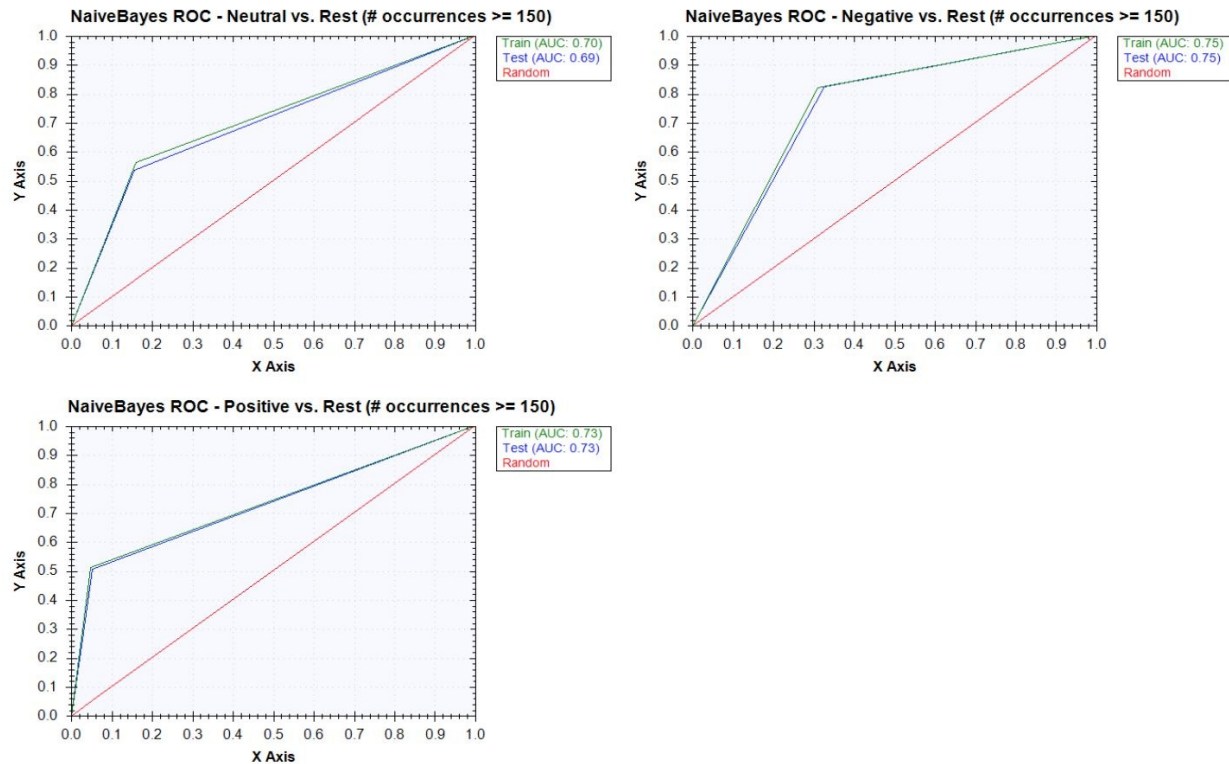 NaiveBayes ROC - Neutral vs. Rest (# occurrences >= 150)
1.0
0.9
0.8
0.7
0.6
0.5
0.4
0.3
0.2
0.1
0.0
Y Axis
0.0 0.1 0.2 0.3 0.4 0.5 0.6 0.7 0.8 0.9 1.0
X Axis
Train (AUC: 0.70)
Test (AUC: 0.69)
Random
NaiveBayes ROC - Negative vs. Rest (# occurrences >= 150)
1.0
0.9
0.8
0.7
0.6
0.5
0.4
0.3
0.2
0.1
0.0
Y Axis
0.0 0.1 0.2 0.3 0.4 0.5 0.6 0.7 0.8 0.9 1.0
X Axis
Train (AUC: 0.75)
Test (AUC: 0.75)
Random
NaiveBayes ROC - Positive vs. Rest (# occurrences >= 150)
1.0
0.9
0.8
0.7
0.6
0.5
0.4
0.3
0.2
0.1
0.0
Y Axis
0.0 0.1 0.2 0.3 0.4 0.5 0.6 0.7 0.8 0.9 1.0
X Axis
Train (AUC: 0.73)
Test (AUC: 0.73)
Random